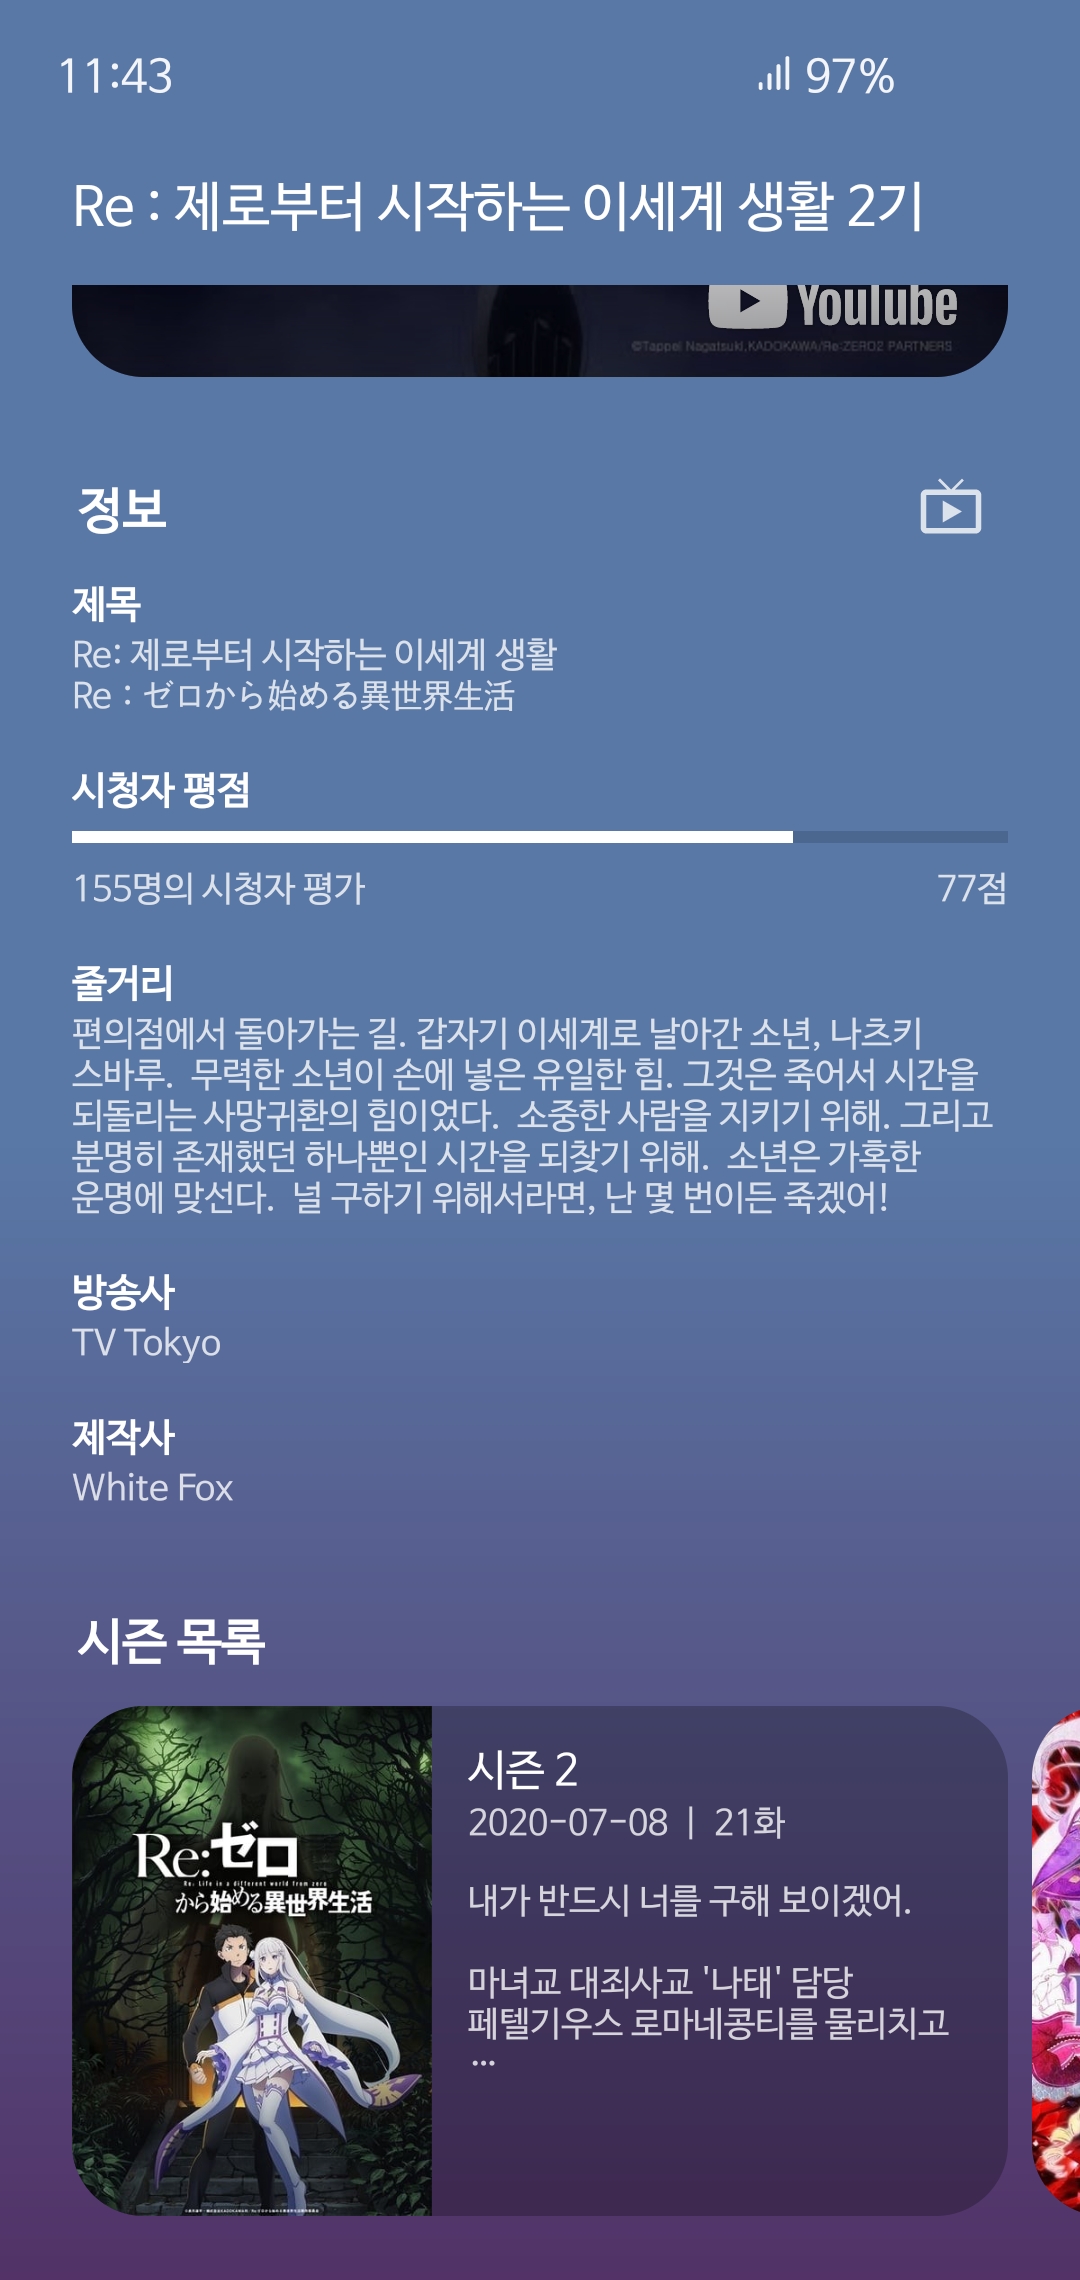 11:43
97%
Re : 제로부터 시작하는 이세계 생활 2기
YouTube
©Tappei Nagatsuki,KADOKAWA/Re:ZERO2 PARTNERS
정보
제목
Re: 제로부터 시작하는 이세계 생활
Re：ゼロから始める異世界生活
시청자 평점
155명의 시청자 평가
77점
줄거리
편의점에서 돌아가는 길. 갑자기 이세계로 날아간 소년, 나츠키
스바루.  무력한 소년이 손에 넣은 유일한 힘. 그것은 죽어서 시간을
되돌리는 사망귀환의 힘이었다.  소중한 사람을 지키기 위해. 그리고
분명히 존재했던 하나뿐인 시간을 되찾기 위해.  소년은 가혹한
운명에 맞선다.  널 구하기 위해서라면, 난 몇 번이든 죽겠어!
방송사
TV Tokyo
제작사
White Fox
시즌 목록
Re:ゼロ
Re: Life in a different world from zero
から始める異世界生活
시즌 2
2020-07-08 | 21화
내가 반드시 너를 구해 보이겠어.
마녀교 대죄사교 '나태' 담당
페텔기우스 로마네콩티를 물리치고
…